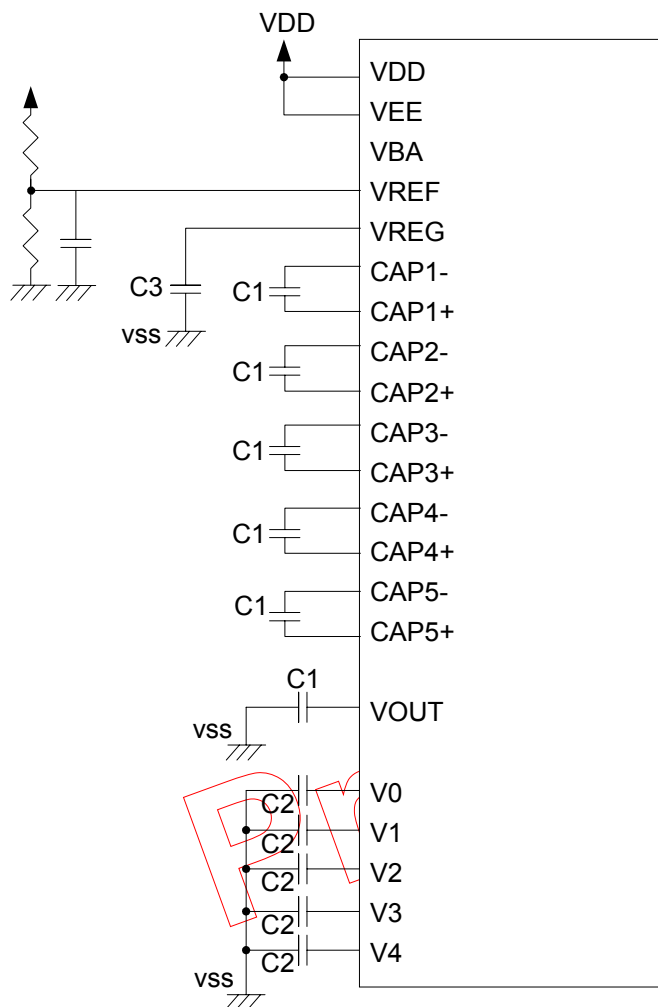 VDD
VDD
VEE
VBA
VREF
VREG
C3
vss
C1
CAP1-
CAP1+
C1
CAP2-
CAP2+
C1
CAP3-
CAP3+
C1
CAP4-
CAP4+
C1
CAP5-
CAP5+
C1
VOUT
vss
V0
C2
V1
C2
V2
C2
V3
C2
V4
C2
vss
Pr